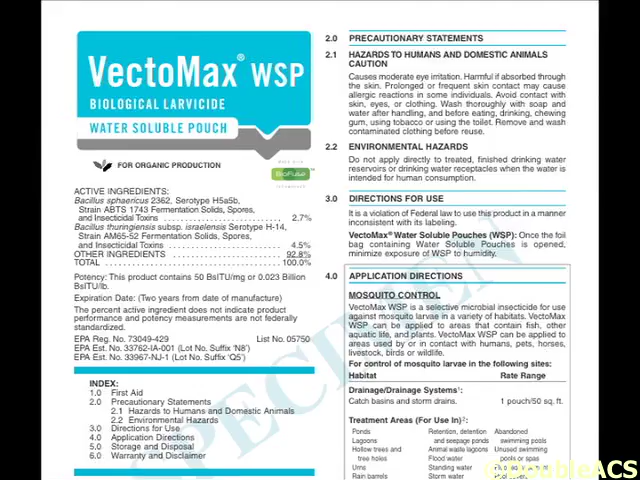 VectoMax® WSP
BIOLOGICAL LARVICIDE
WATER SOLUBLE POUCH
FOR ORGANIC PRODUCTION
BioFuse™
ACTIVE INGREDIENTS:
Bacillus sphaericus 2362, Serotype H5a5b,
Strain ABTS 1743 Fermentation Solids, Spores,
and Insecticidal Toxins . . . . . . . . . . . . . . . . . . . . . . . . . . 2.7%
Bacillus thuringiensis subsp. israelensis Serotype H-14,
Strain AM65-52 Fermentation Solids, Spores,
and Insecticidal Toxins . . . . . . . . . . . . . . . . . . . . . . . . . . 4.5%
OTHER INGREDIENTS . . . . . . . . . . . . . . . . . . . . . . . . 92.8%
TOTAL . . . . . . . . . . . . . . . . . . . . . . . . . . . . . . . . . . . . 100.0%
Potency: This product contains 50 BsITU/mg or 0.023 Billion
BsITU/lb.
Expiration Date: (Two years from date of manufacture)
The percent active ingredient does not indicate product
performance and potency measurements are not federally
standardized.
EPA Reg. No. 73049-429 List No. 05750
EPA Est. No. 33762-IA-001 (Lot No. Suffix 'N8')
EPA Est. No. 33967-NJ-1 (Lot No. Suffix 'Q5')
INDEX:
1.0 First Aid
2.0 Precautionary Statements
2.1 Hazards to Humans and Domestic Animals
2.2 Environmental Hazards
3.0 Directions for Use
4.0 Application Directions
5.0 Storage and Disposal
6.0 Warranty and Disclaimer
2.0 PRECAUTIONARY STATEMENTS
2.1 HAZARDS TO HUMANS AND DOMESTIC ANIMALS
CAUTION
Causes moderate eye irritation. Harmful if absorbed through
the skin. Prolonged or frequent skin contact may cause
allergic reactions in some individuals. Avoid contact with
skin, eyes, or clothing. Wash thoroughly with soap and
water after handling, and before eating, drinking, chewing
gum, using tobacco or using the toilet. Remove and wash
contaminated clothing before reuse.
2.2 ENVIRONMENTAL HAZARDS
Do not apply directly to treated, finished drinking water
reservoirs or drinking water receptacles when the water is
intended for human consumption.
3.0 DIRECTIONS FOR USE
It is a violation of Federal law to use this product in a manner
inconsistent with its labeling.
VectoMax® Water Soluble Pouches (WSP): Once the foil
bag containing Water Soluble Pouches is opened,
minimize exposure of WSP to humidity.
4.0 APPLICATION DIRECTIONS
MOSQUITO CONTROL
VectoMax WSP is a selective microbial insecticide for use
against mosquito larvae in a variety of habitats. VectoMax
WSP can be applied to areas that contain fish, other
aquatic life, and plants. VectoMax WSP can be applied to
areas used by or in contact with humans, pets, horses,
livestock, birds or wildlife.
For control of mosquito larvae in the following sites:
Habitat Rate Range
Drainage/Drainage Systems¹:
Catch basins and storm drains. 1 pouch/50 sq. ft.
Treatment Areas (For Use In)²:
Ponds Retention, detention Abandoned
Lagoons and seepage ponds swimming pools
Hollow trees and Animal waste lagoons Unused swimming
tree holes Flood water pools or spas
Urns Standing water
Rain barrels Storm water
SPECIMEN